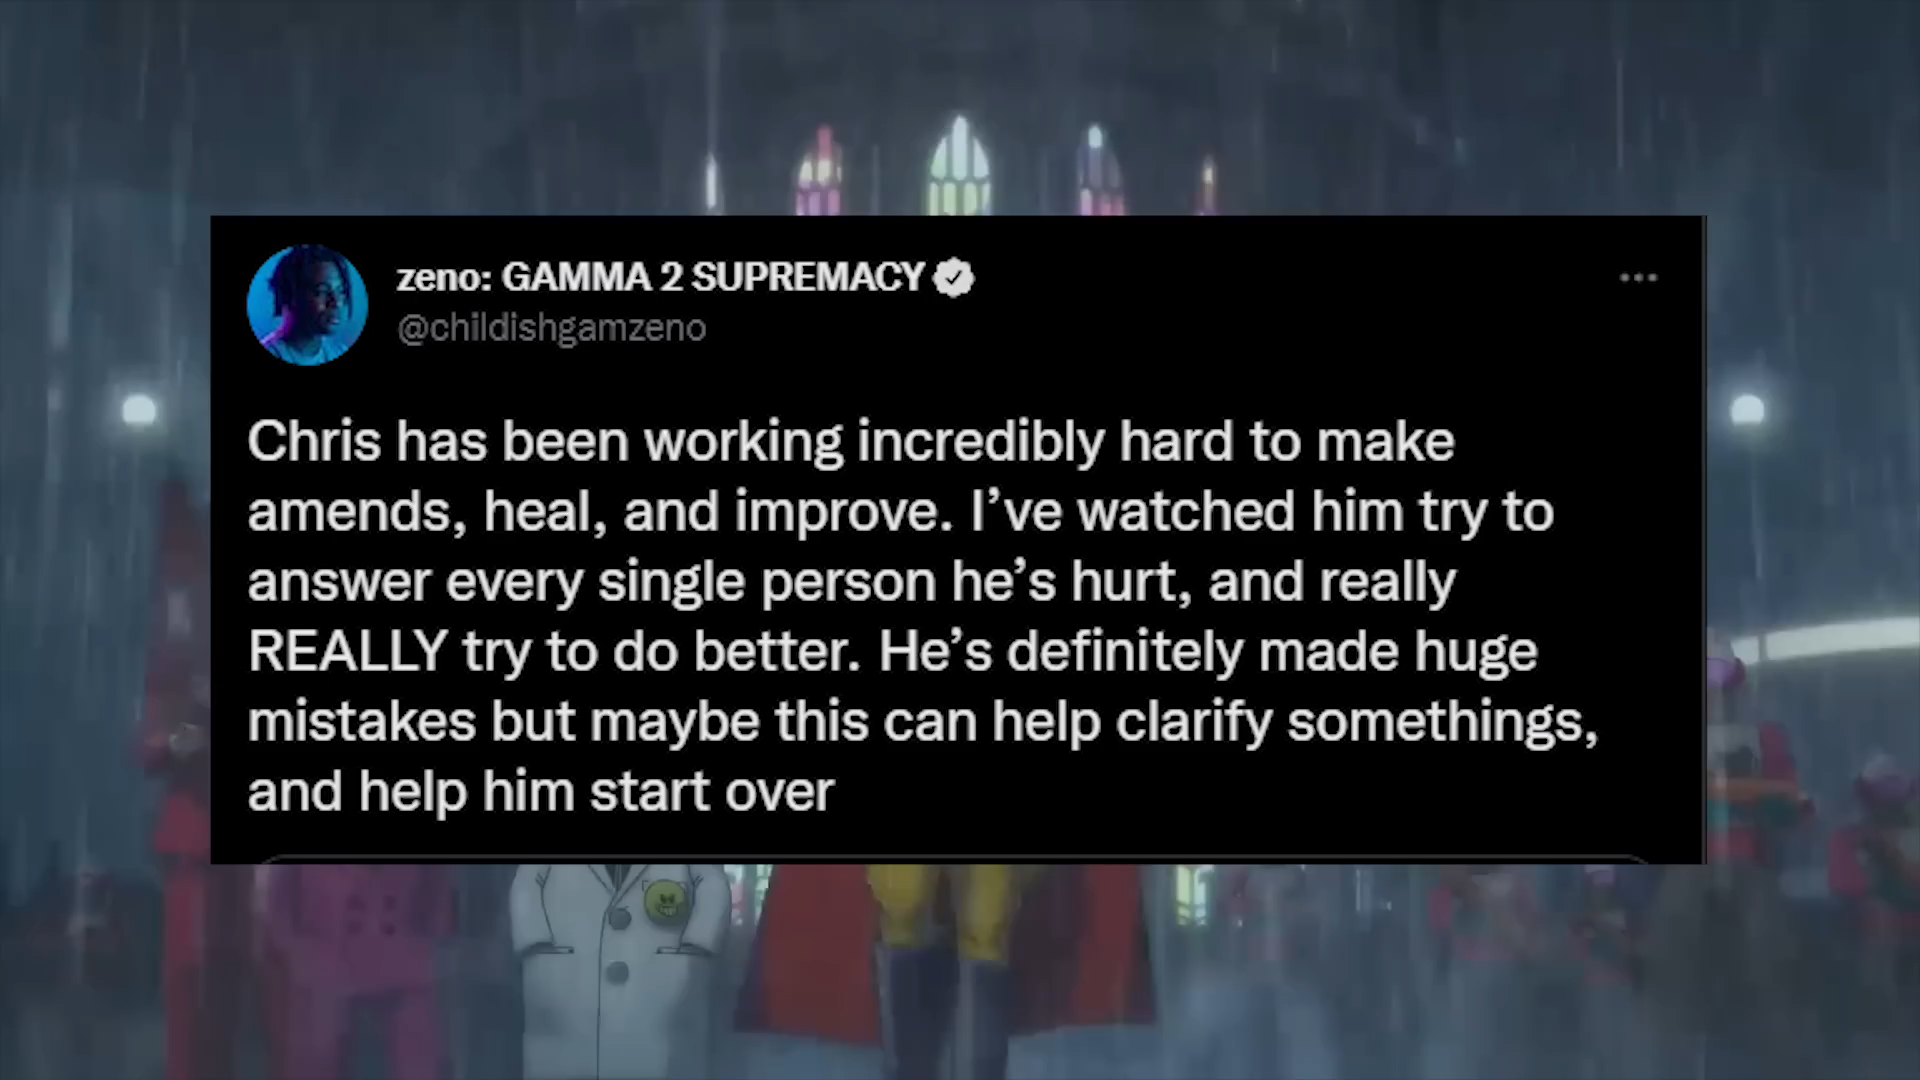 zeno: GAMMA 2 SUPREMACY
@childishgamzeno
Chris has been working incredibly hard to make
amends, heal, and improve. I’ve watched him try to
answer every single person he’s hurt, and really
REALLY try to do better. He’s definitely made huge
mistakes but maybe this can help clarify somethings,
and help him start over